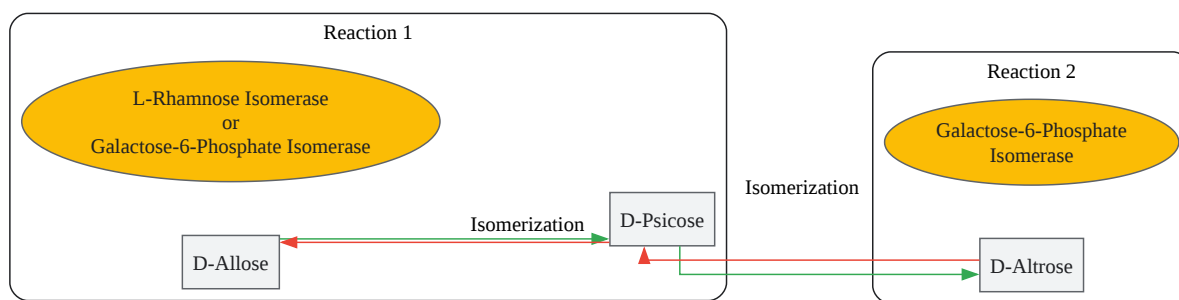 Reaction 1
L-Rhamnose Isomerase
or
Galactose-6-Phosphate Isomerase
Isomerization
D-Allose
D-Psicose
Isomerization
Reaction 2
Galactose-6-Phosphate
Isomerase
D-Altrose